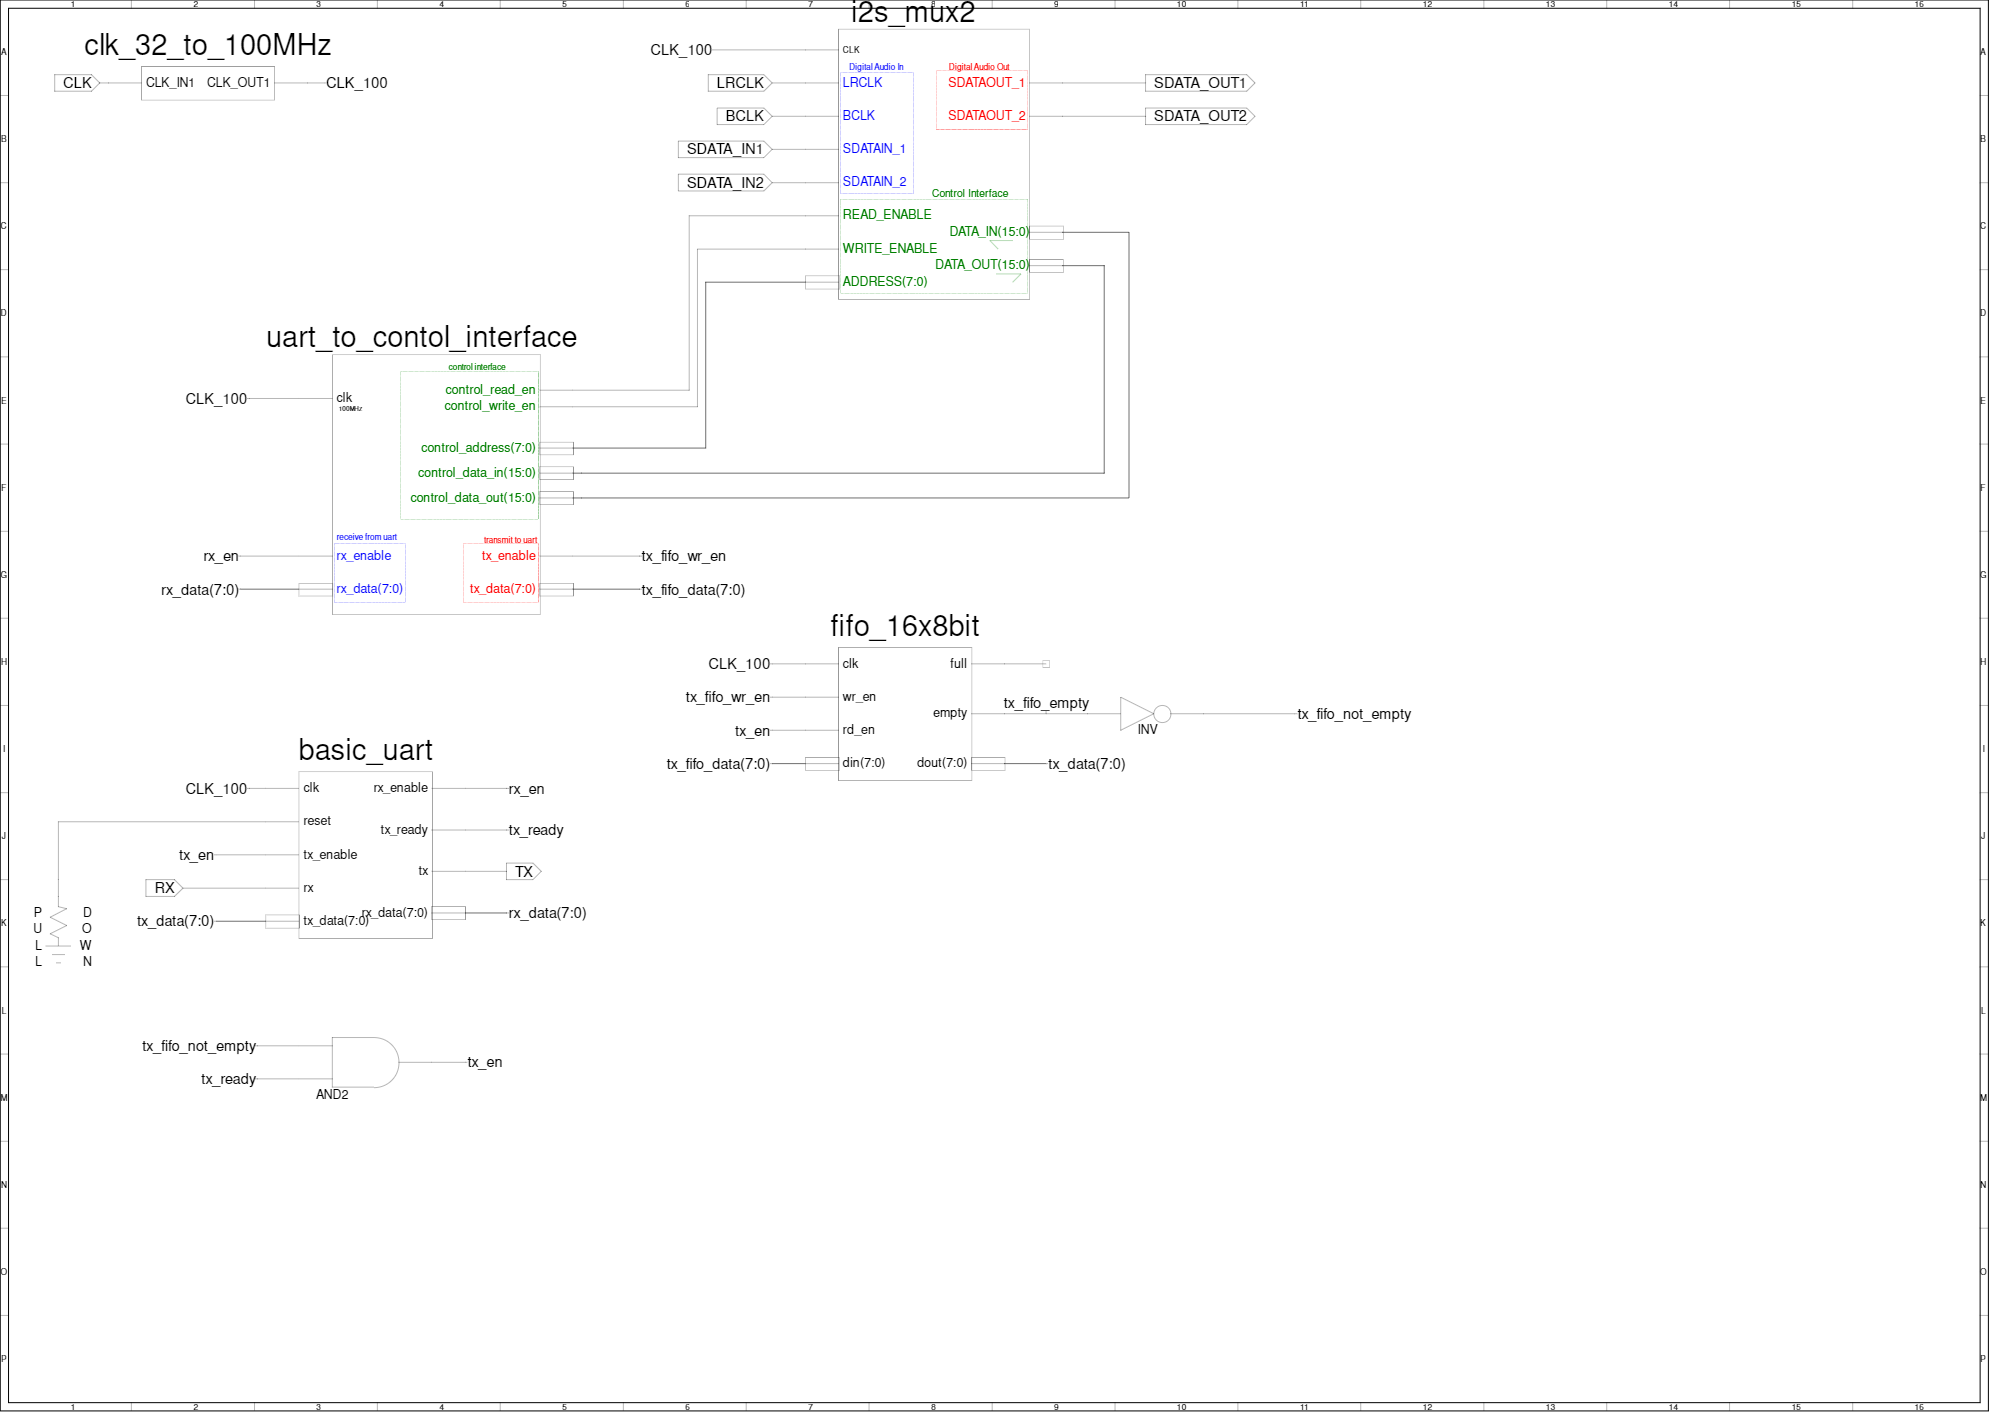 1 2 3 4 5 6 7 8 9 10 11 12 13 14 15 16
A A
B B
C C
D D
E E
F F
G G
H H
I I
J J
K K
L L
M M
N N
O O
P P
clk_32_to_100MHz
CLK
CLK_IN1 CLK_OUT1
CLK_100
i2s_mux2
CLK_100
CLK
Digital Audio In
Digital Audio Out
LRCLK
LRCLK
SDATAOUT_1
SDATA_OUT1
BCLK
BCLK
SDATAOUT_2
SDATA_OUT2
SDATA_IN1
SDATAIN_1
SDATA_IN2
SDATAIN_2
Control Interface
READ_ENABLE
DATA_IN(15:0)
WRITE_ENABLE
DATA_OUT(15:0)
ADDRESS(7:0)
uart_to_contol_interface
control interface
CLK_100
clk
100MHz
control_read_en
control_write_en
control_address(7:0)
control_data_in(15:0)
control_data_out(15:0)
receive from uart
transmit to uart
rx_en
rx_enable
tx_enable
tx_fifo_wr_en
rx_data(7:0)
rx_data(7:0)
tx_data(7:0)
tx_fifo_data(7:0)
fifo_16x8bit
CLK_100
clk
full
tx_fifo_wr_en
wr_en
tx_en
rd_en
empty
tx_fifo_empty
INV
tx_fifo_not_empty
tx_fifo_data(7:0)
din(7:0)
dout(7:0)
tx_data(7:0)
basic_uart
CLK_100
clk
rx_enable
rx_en
reset
tx_ready
tx_ready
tx_en
tx_enable
tx
TX
RX
rx
tx_data(7:0)
tx_data(7:0)
rx_data(7:0)
rx_data(7:0)
P D
U O
L W
L N
tx_fifo_not_empty
tx_ready
AND2
tx_en
1 2 3 4 5 6 7 8 9 10 11 12 13 14 15 16